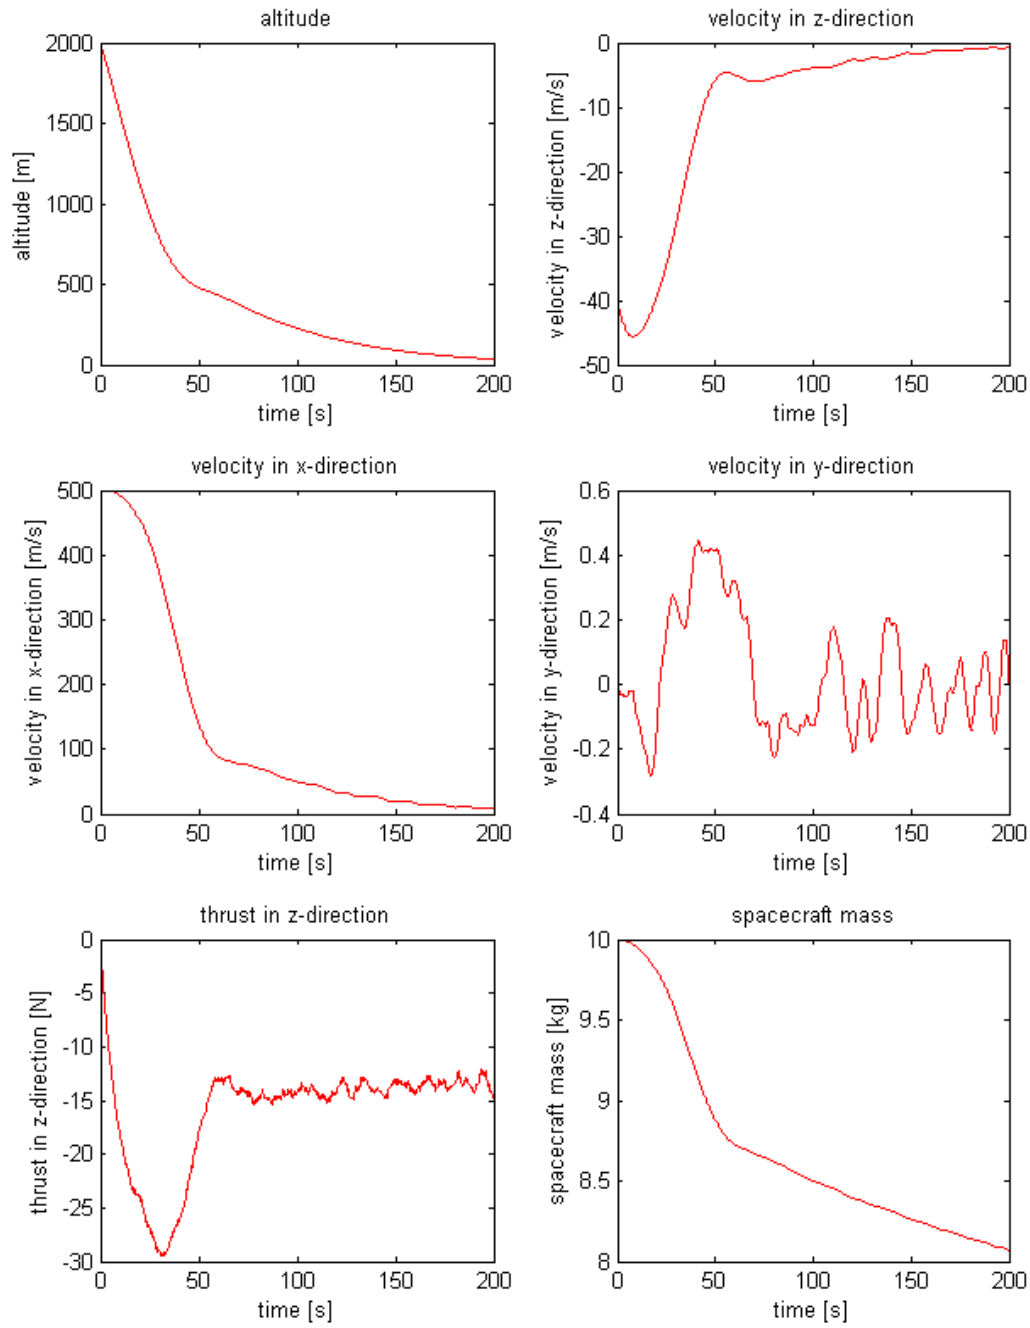 altitude
2000
1500
1000
500
0
altitude [m]
0 50 100 150 200
time [s]
velocity in z-direction
0
-10
-20
-30
-40
-50
velocity in z-direction [m/s]
0 50 100 150 200
time [s]
velocity in x-direction
500
400
300
200
100
0
velocity in x-direction [m/s]
0 50 100 150 200
time [s]
velocity in y-direction
0.6
0.4
0.2
0
-0.2
-0.4
velocity in y-direction [m/s]
0 50 100 150 200
time [s]
thrust in z-direction
0
-5
-10
-15
-20
-25
-30
thrust in z-direction [N]
0 50 100 150 200
time [s]
spacecraft mass
10
9.5
9
8.5
8
spacecraft mass [kg]
0 50 100 150 200
time [s]